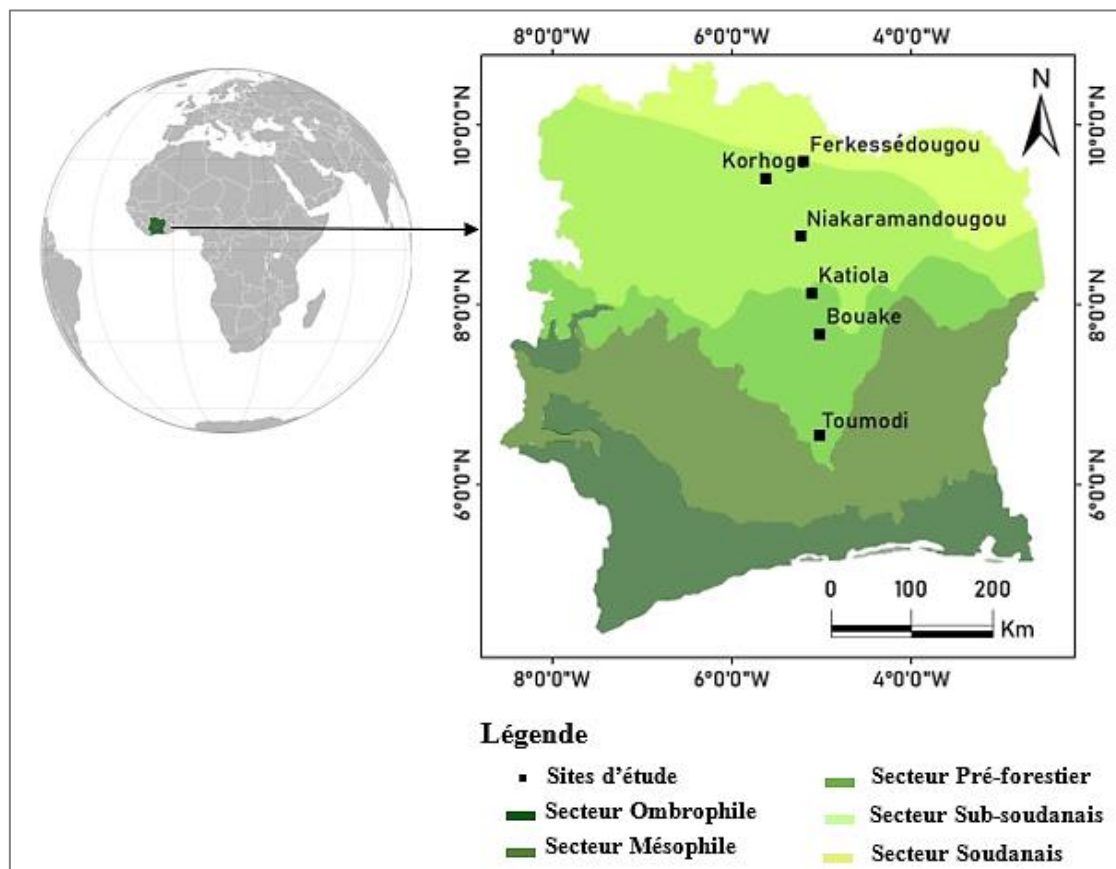 8°0'0"W 6°0'0"W 4°0'0"W
N
10°0'0"N
10°0'0"N
Ferkessédougou
Korhog
Niakaramandougou
Katiola
8°0'0"N
8°0'0"N
Bouake
Toumodi
6°0'0"N
6°0'0"N
0 100 200
Km
8°0'0"W 6°0'0"W 4°0'0"W
Légende
Sites d'étude
Secteur Ombrophile
Secteur Mésophile
Secteur Pré-forestier
Secteur Sub-soudanais
Secteur Soudanais